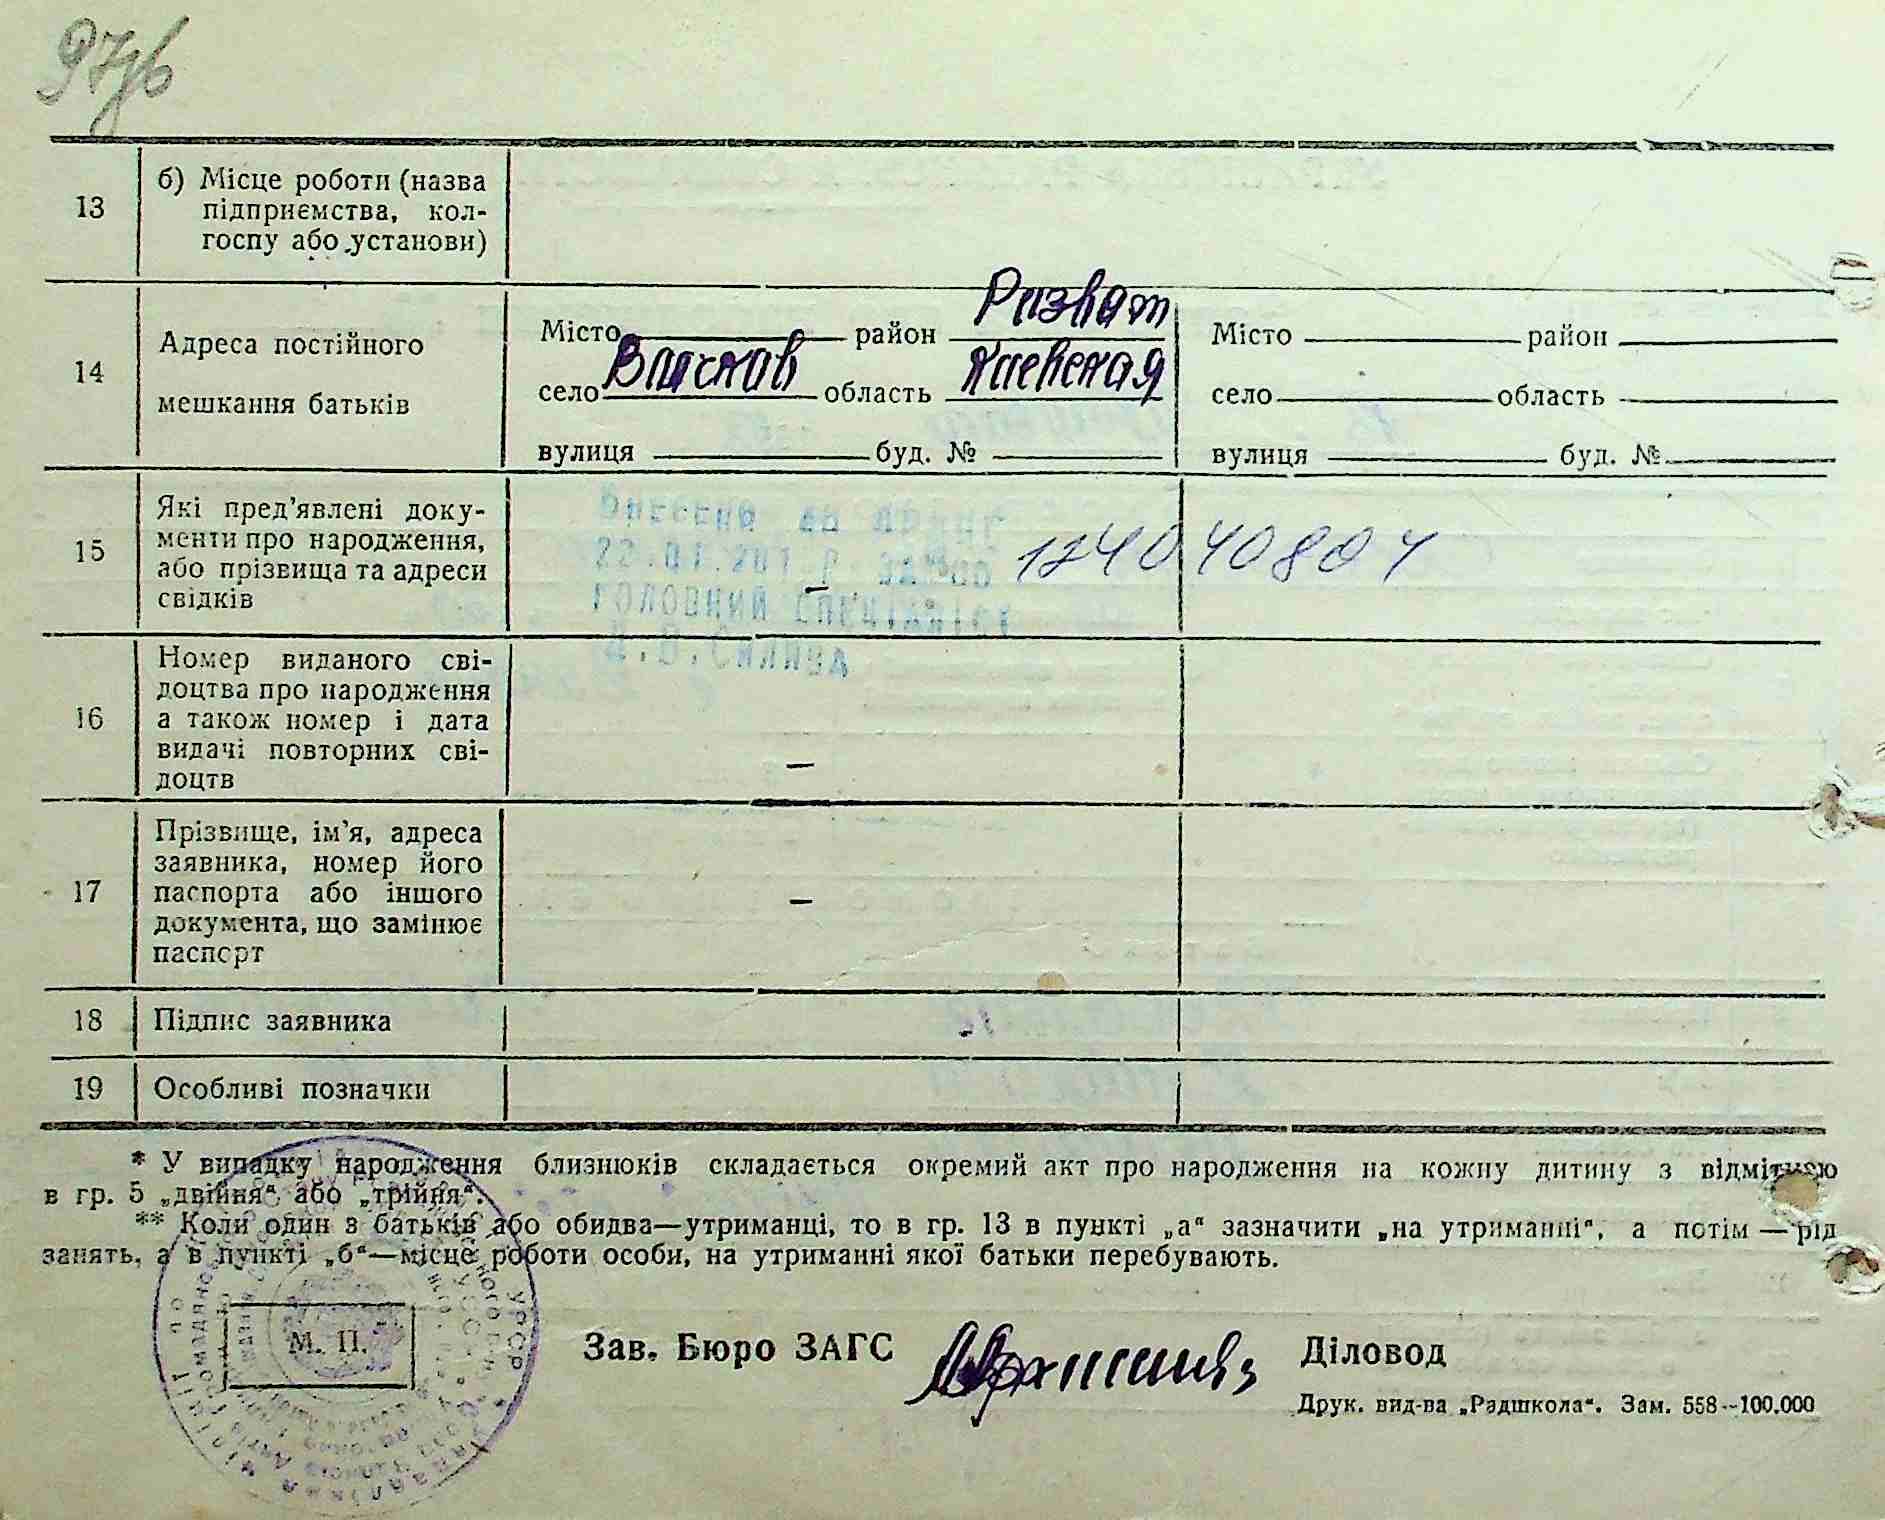 13
б) Місце роботи (назва
підприємства, кол-
госпу або установи)
14
Адреса постійного
мешкання батьків
Місто район Розват
село область Киевская
вулиця буд. №
Місто район
село область
вулиця буд. №
15
Які пред’явлені доку-
менти про народження,
або прізвища та адреси
свідків
–
головний спеціаліст
16
Номер виданого сві-
доцтва про народження
а також номер і дата
видачі повторних сві-
доцтв
–
17
Прізвище, ім’я, адреса
заявника, номер його
паспорта або іншого
документа, що замінює
паспорт
–
18
Підпис заявника
19
Особливі позначки
* У випадку народження близнюків складається окремий акт про народження на кожну дитину з відміткою
в гр. 5 „двійня“ або „трійня“.
** Коли один з батьків або обидва—утриманці, то в гр. 13 в пункті „а“ зазначити „на утриманні“, а потім — рід
занять, а в пункті „б“—місце роботи особи, на утриманні якої батьки перебувають.
М. П.
Зав. Бюро ЗАГС
Діловод
Друк. вид-ва „Радшкола“. Зам. 558--100.000